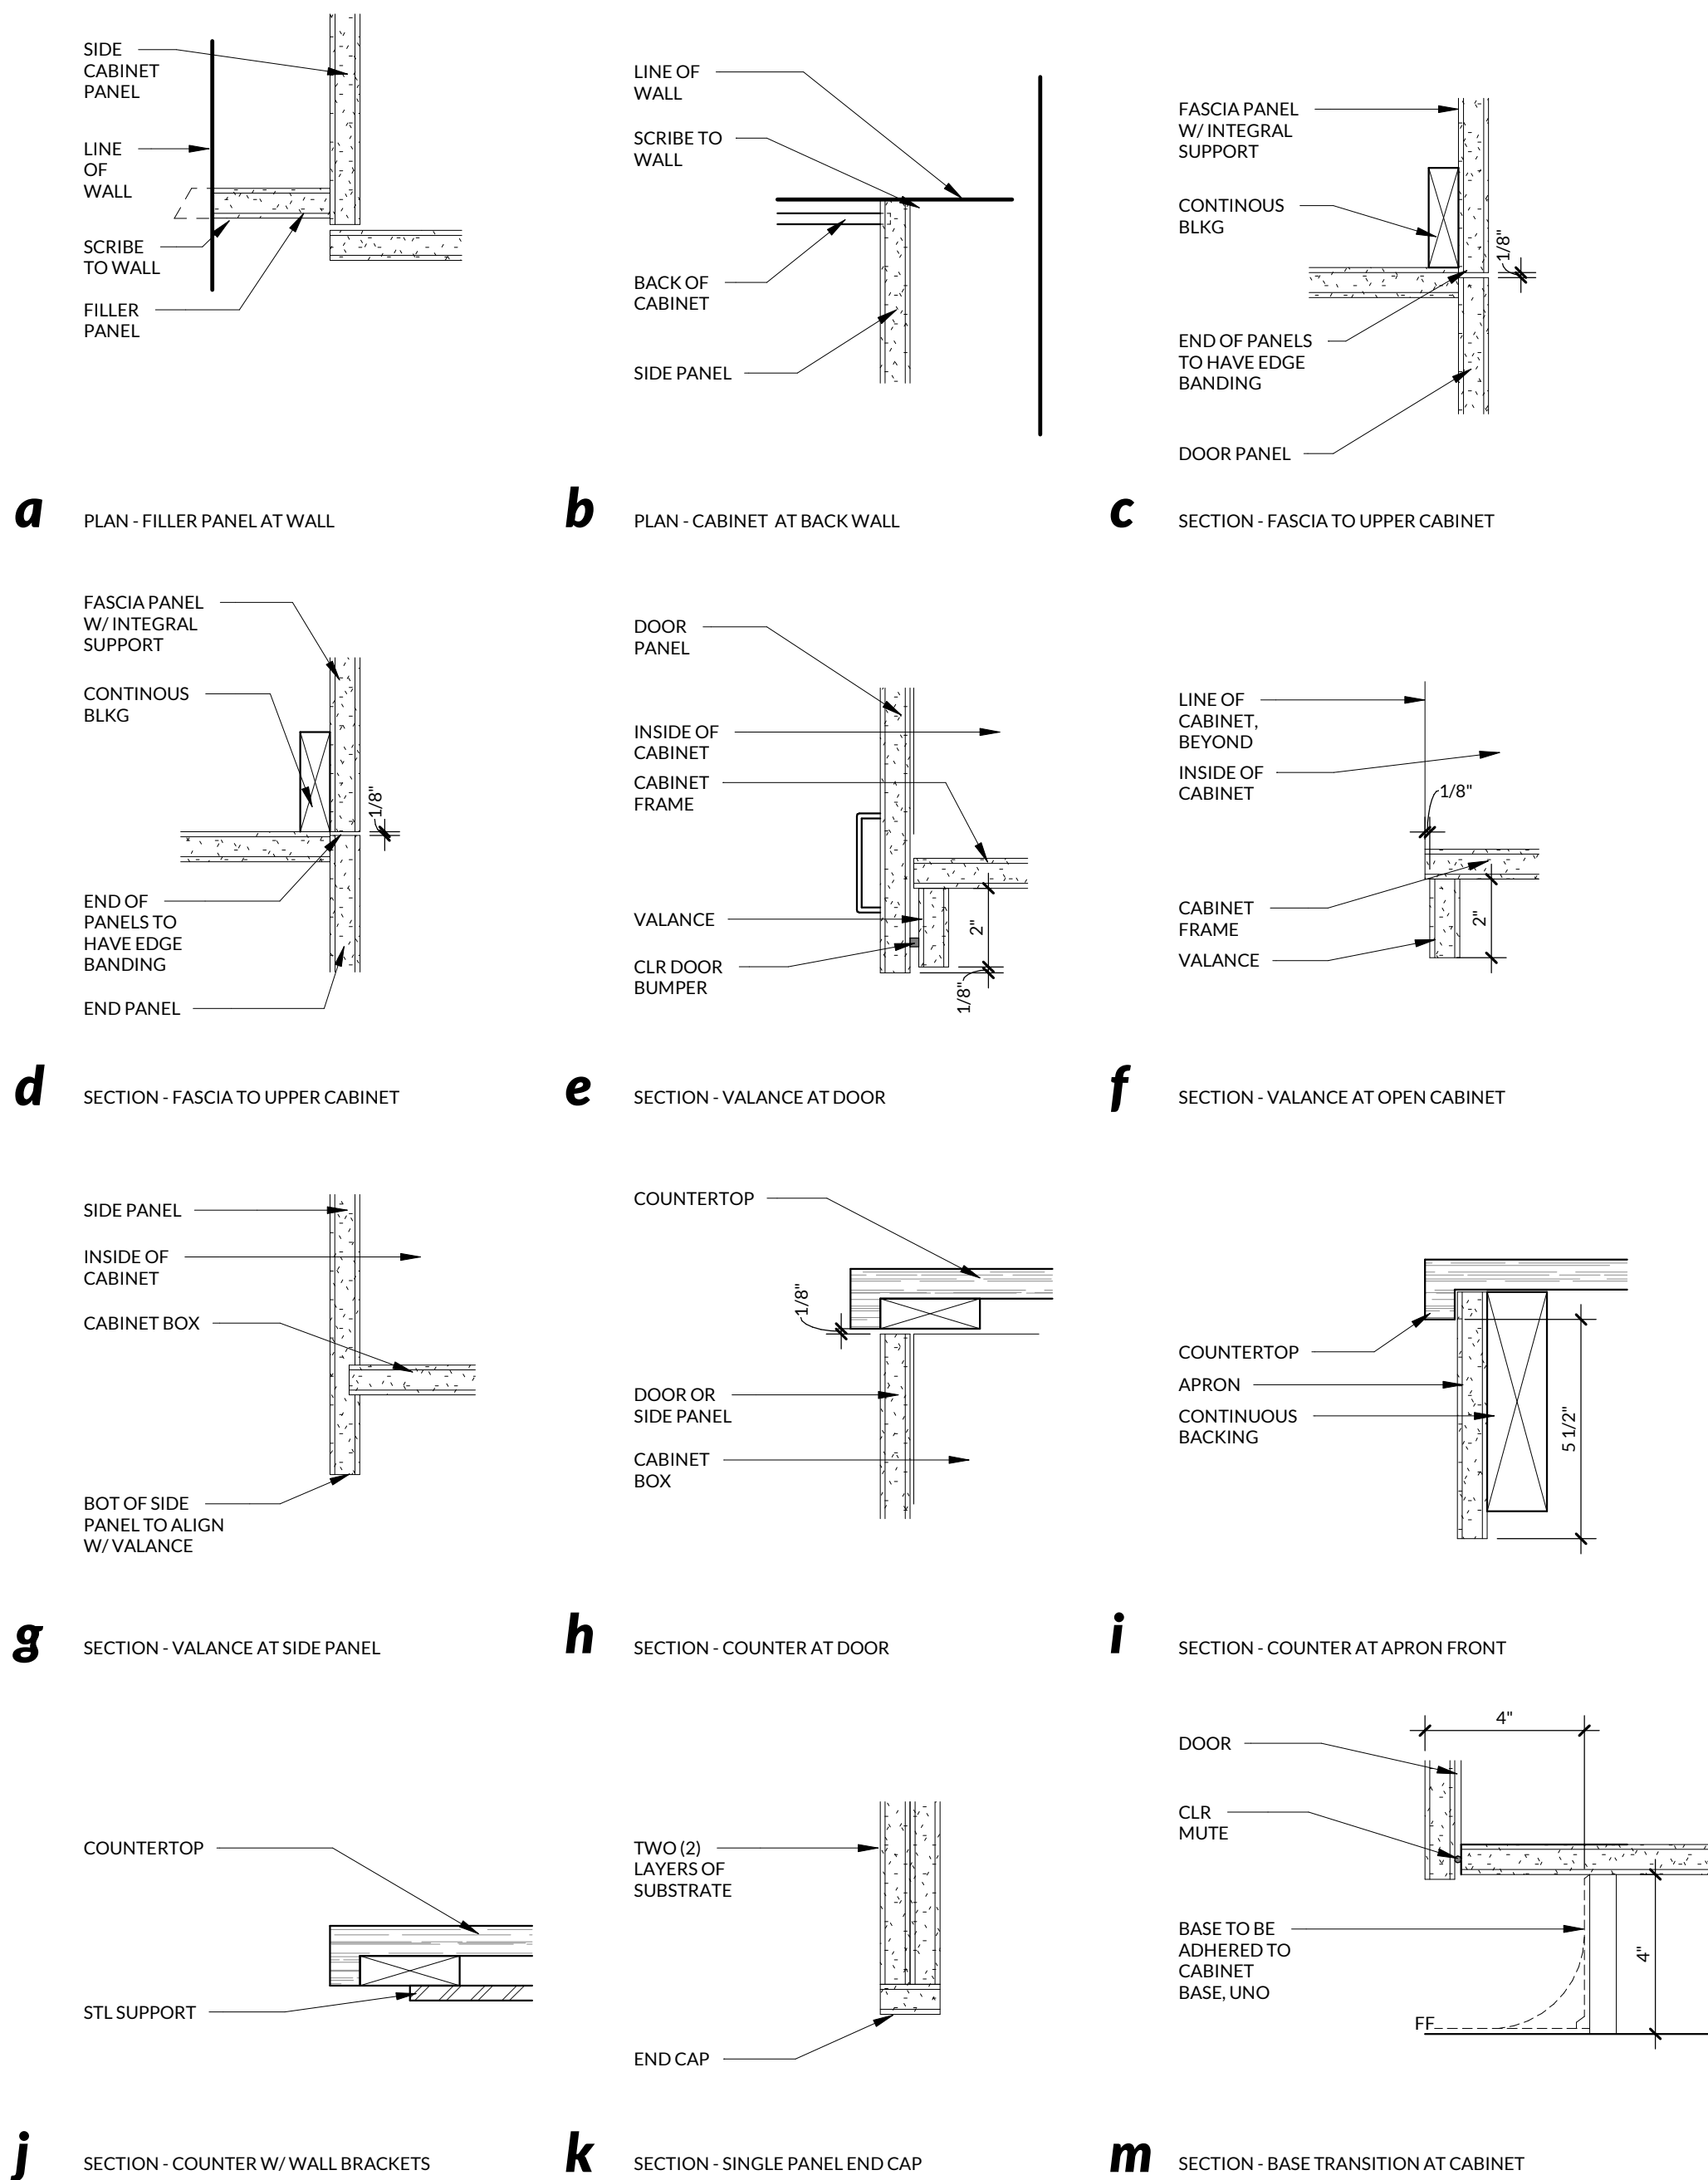 SIDE
CABINET
PANEL
LINE
OF
WALL
SCRIBE
TO WALL
FILLER
PANEL
a
PLAN - FILLER PANEL AT WALL
LINE OF
WALL
SCRIBE TO
WALL
BACK OF
CABINET
SIDE PANEL
b
PLAN - CABINET AT BACK WALL
FASCIA PANEL
W/ INTEGRAL
SUPPORT
CONTINOUS
BLKG
1/8"
END OF PANELS
TO HAVE EDGE
BANDING
DOOR PANEL
c
SECTION - FASCIA TO UPPER CABINET
FASCIA PANEL
W/ INTEGRAL
SUPPORT
CONTINOUS
BLKG
1/8"
END OF
PANELS TO
HAVE EDGE
BANDING
END PANEL
d
SECTION - FASCIA TO UPPER CABINET
DOOR
PANEL
INSIDE OF
CABINET
CABINET
FRAME
VALANCE
2"
CLR DOOR
BUMPER
1/8"
e
SECTION - VALANCE AT DOOR
LINE OF
CABINET,
BEYOND
INSIDE OF
CABINET
1/8"
CABINET
FRAME
2"
VALANCE
f
SECTION - VALANCE AT OPEN CABINET
SIDE PANEL
INSIDE OF
CABINET
CABINET BOX
BOT OF SIDE
PANEL TO ALIGN
W/ VALANCE
g
SECTION - VALANCE AT SIDE PANEL
COUNTERTOP
1/8"
DOOR OR
SIDE PANEL
CABINET
BOX
h
SECTION - COUNTER AT DOOR
COUNTERTOP
APRON
CONTINUOUS
BACKING
5 1/2"
i
SECTION - COUNTER AT APRON FRONT
COUNTERTOP
STL SUPPORT
j
SECTION - COUNTER W/ WALL BRACKETS
TWO (2)
LAYERS OF
SUBSTRATE
END CAP
k
SECTION - SINGLE PANEL END CAP
4"
DOOR
CLR
MUTE
BASE TO BE
ADHERED TO
CABINET
BASE, UNO
4"
FF
m
SECTION - BASE TRANSITION AT CABINET